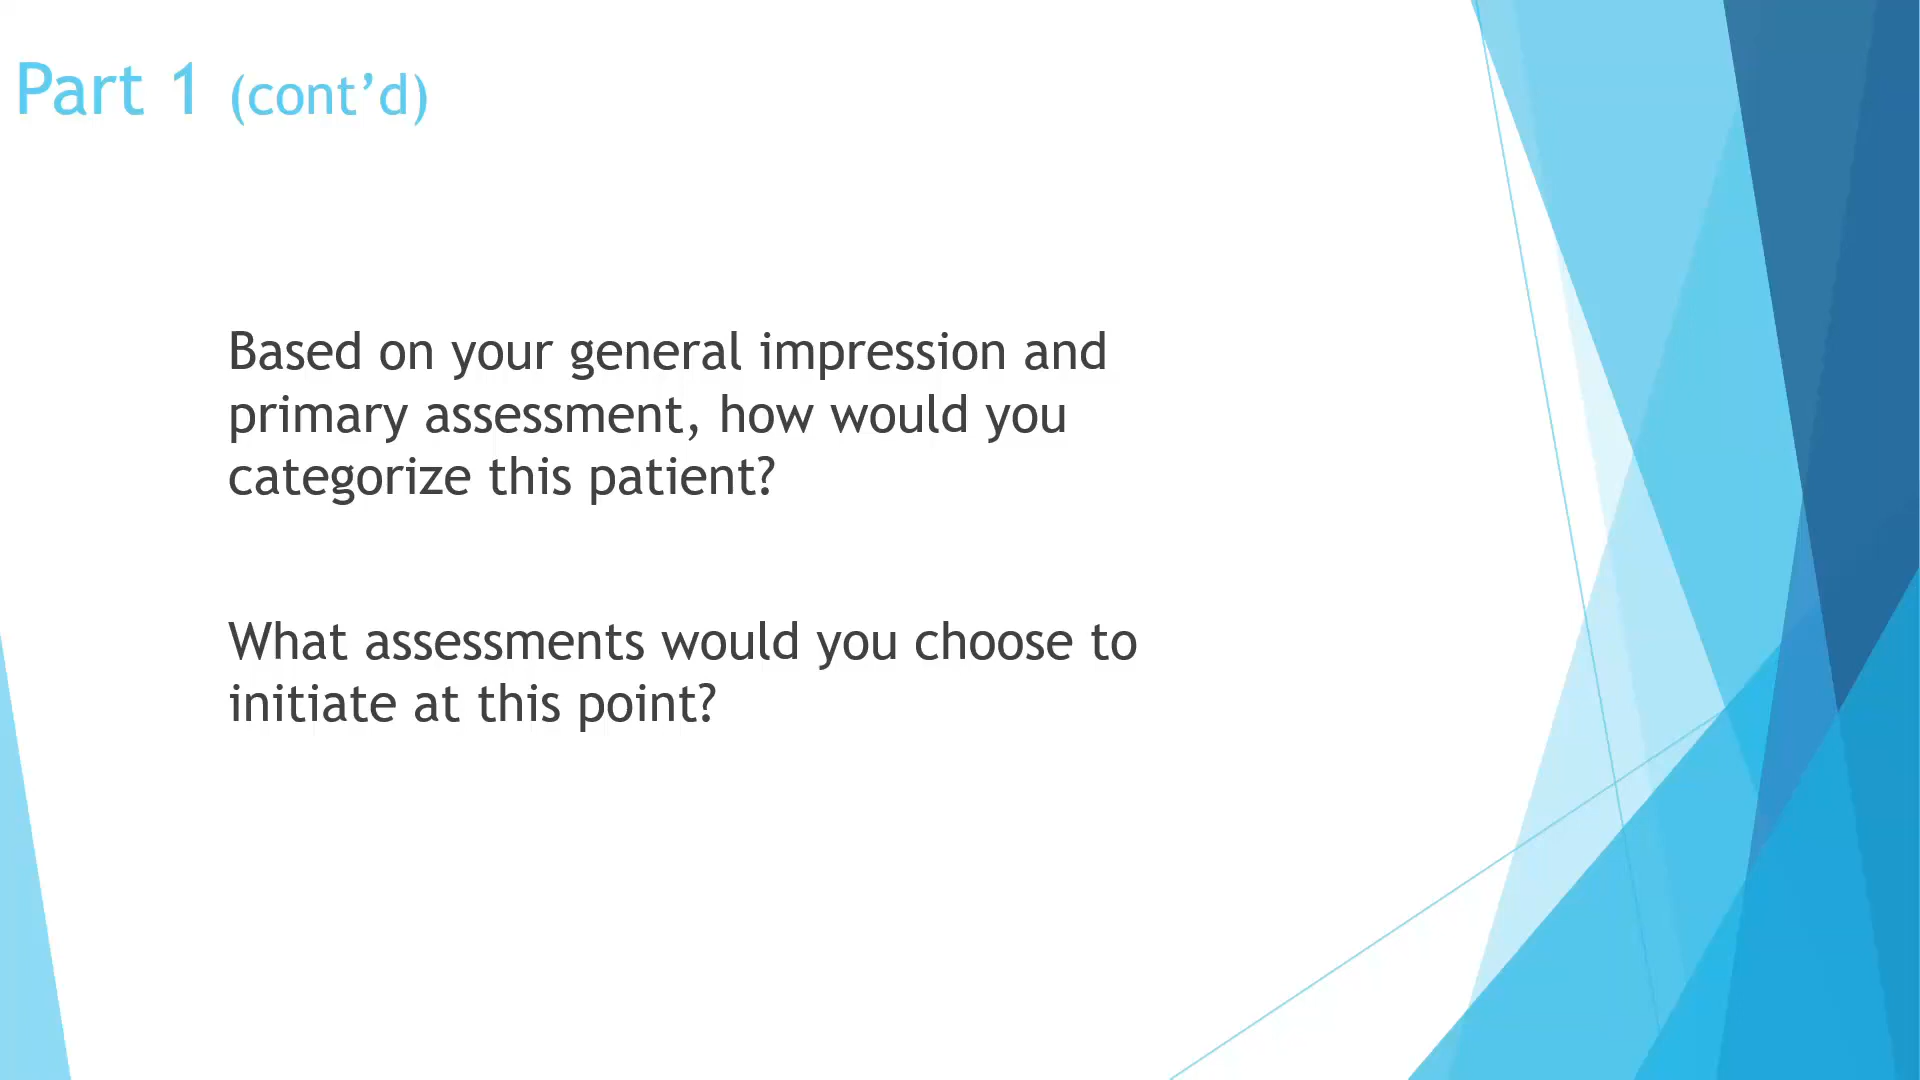 Part 1 (cont’d)
Based on your general impression and
primary assessment, how would you
categorize this patient?
What assessments would you choose to
initiate at this point?